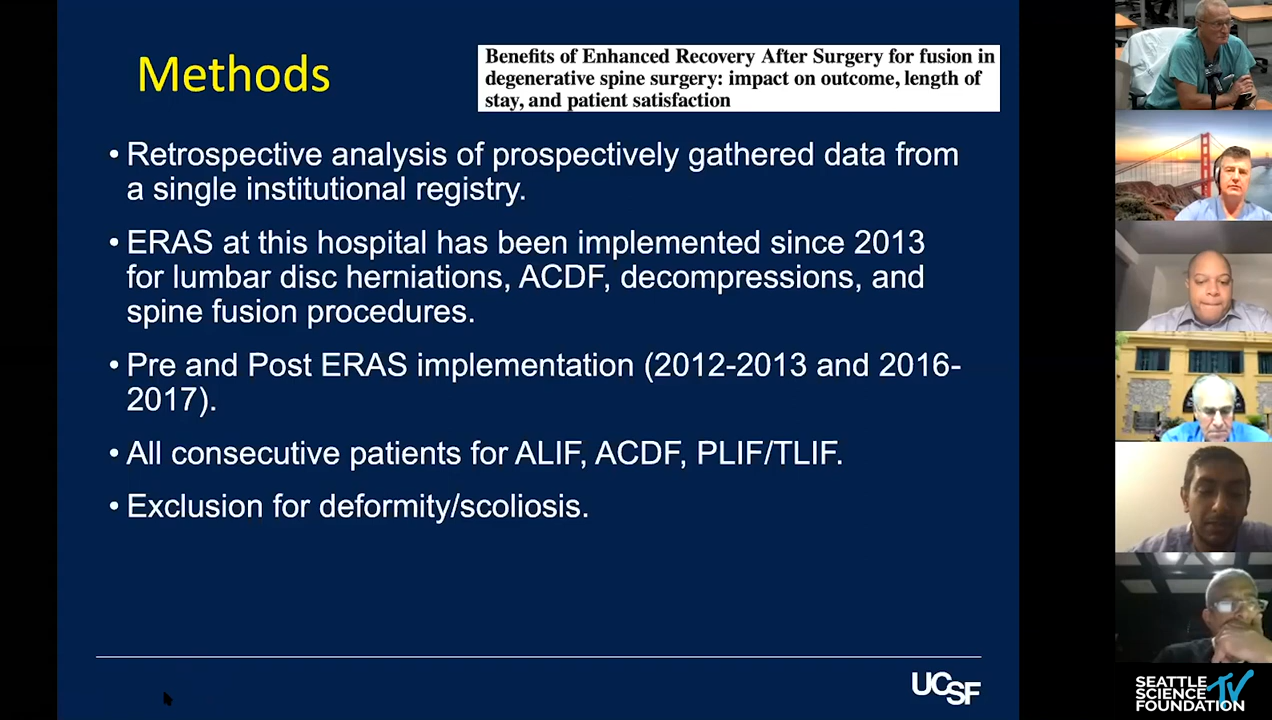 Methods
Benefits of Enhanced Recovery After Surgery for fusion in
degenerative spine surgery: impact on outcome, length of
stay, and patient satisfaction
• Retrospective analysis of prospectively gathered data from
a single institutional registry.
• ERAS at this hospital has been implemented since 2013
for lumbar disc herniations, ACDF, decompressions, and
spine fusion procedures.
• Pre and Post ERAS implementation (2012-2013 and 2016-
2017).
• All consecutive patients for ALIF, ACDF, PLIF/TLIF.
• Exclusion for deformity/scoliosis.
UCSF
SEATTLE
SCIENCE
FOUNDATION
TV